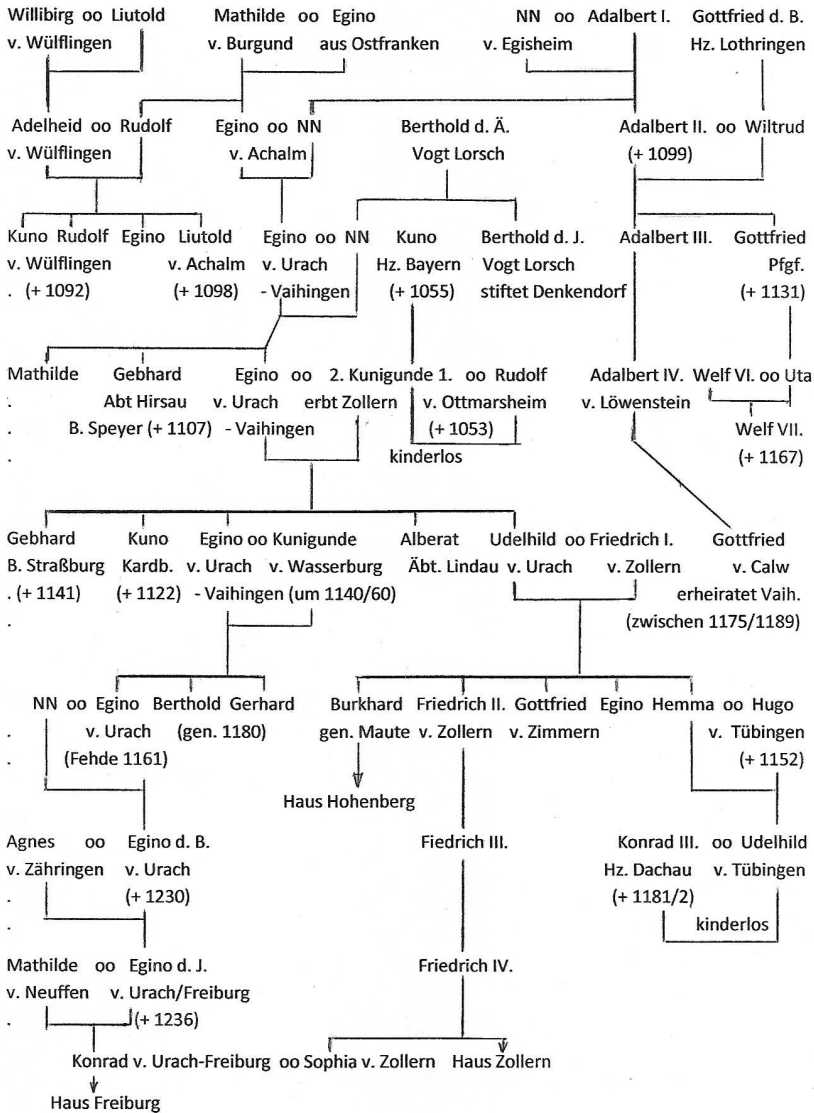 Willibirg oo Liutold Mathilde oo Egino NN oo Adalbert I. Gottfried d. B.
v. Wülflingen v. Burgund aus Ostfranken v. Egisheim Hz. Lothringen
Adelheid oo Rudolf Egino oo NN Berthold d. Ä. Adalbert II. oo Wiltrud
v. Wülflingen v. Achalm Vogt Lorsch (+ 1099)
Kuno Rudolf Egino Liutold Egino oo NN Kuno Berthold d. J. Adalbert III. Gottfried
v. Wülflingen v. Achalm v. Urach Hz. Bayern Vogt Lorsch Pfgf.
. (+ 1092) (+ 1098) - Vaihingen (+ 1055) stiftet Denkendorf (+ 1131)
Mathilde Gebhard Egino oo 2. Kunigunde 1. oo Rudolf Adalbert IV. Welf VI. oo Uta
. Abt Hirsau v. Urach erbt Zollern v. Ottmarsheim v. Löwenstein
. B. Speyer (+ 1107) - Vaihingen (+ 1053) Welf VII.
. kinderlos (+ 1167)
Gebhard Kuno Egino oo Kunigunde Alberat Udelhild oo Friedrich I. Gottfried
B. Straßburg Kardb. v. Urach v. Wasserburg Äbt. Lindau v. Urach v. Zollern v. Calw
. (+ 1141) (+ 1122) - Vaihingen (um 1140/60) erheiratet Vaih.
. (zwischen 1175/1189)
NN oo Egino Berthold Gerhard Burkhard Friedrich II. Gottfried Egino Hemma oo Hugo
. v. Urach (gen. 1180) gen. Maute v. Zollern v. Zimmern v. Tübingen
. (Fehde 1161) (+ 1152)
Haus Hohenberg
Agnes oo Egino d. B. Fiedrich III. Konrad III. oo Udelhild
v. Zähringen v. Urach Hz. Dachau v. Tübingen
. (+ 1230) (+ 1181/2)
. kinderlos
Mathilde oo Egino d. J. Friedrich IV.
v. Neuffen v. Urach/Freiburg
. (+ 1236)
Konrad v. Urach-Freiburg oo Sophia v. Zollern Haus Zollern
Haus Freiburg